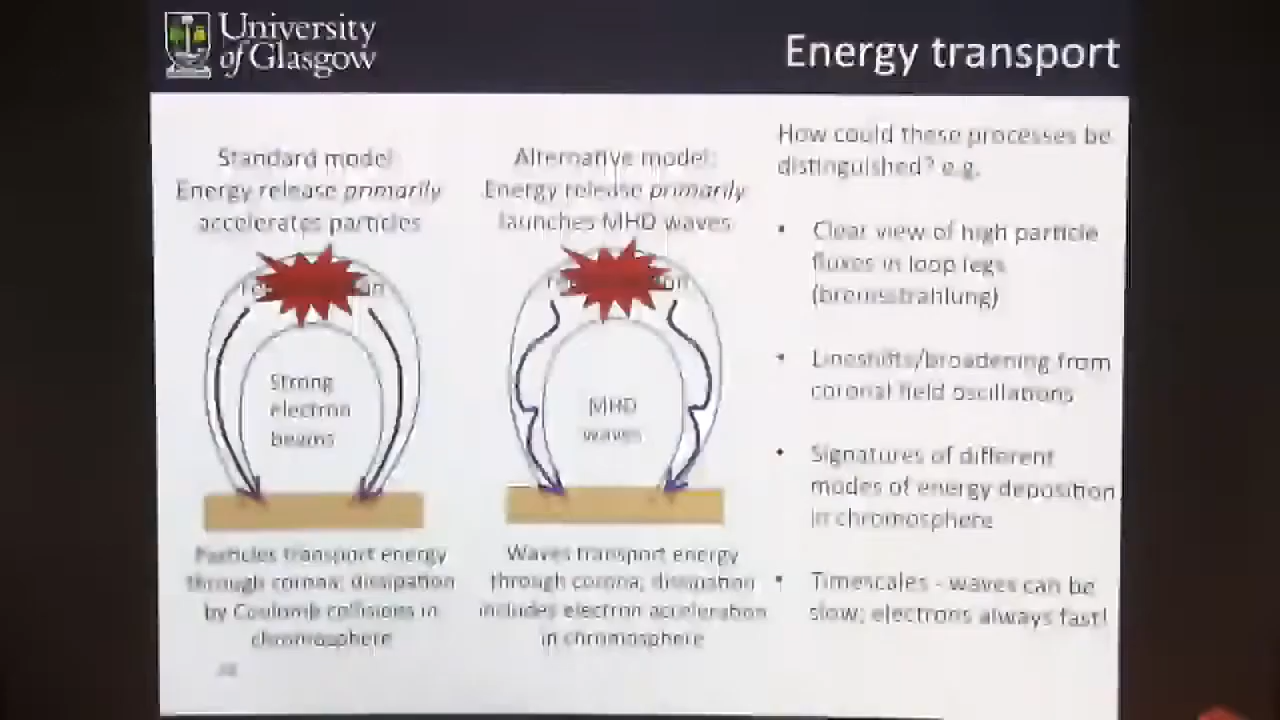 University
of Glasgow
Energy transport
Standard model:
Energy release primarily
accelerates particles
Strong
electron
beams
Particles transport energy
through corona; dissipation
by Coulomb collisions in
chromosphere
Alternative model:
Energy release primarily
launches MHD waves
MHD
waves
Waves transport energy
through corona; dissipation
includes electron acceleration
in chromosphere
How could these processes be
distinguished? e.g.
• Clear view of high particle
fluxes in loop legs
(bremsstrahlung)
• Lineshifts/broadening from
coronal field oscillations
• Signatures of different
modes of energy deposition
in chromosphere
• Timescales - waves can be
slow; electrons always fast!